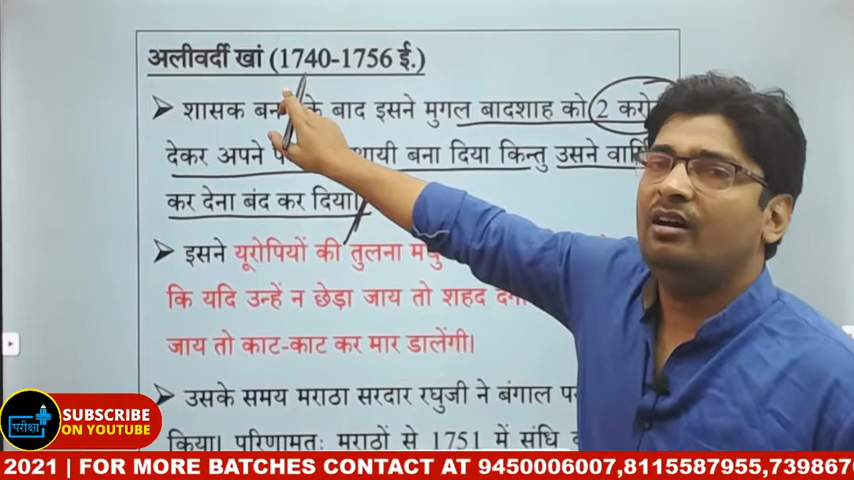 अलीवर्दी खां (1740-1756 ई.)
➤ शासक बन के बाद इसने मुगल बादशाह को 2 करो
देकर अपने प शायी बना दिया किन्तु उसने
कर देना बंद कर दिया।
➤ इसने यूरोपियों की तुलना
कि यदि उन्हें न छेड़ा जाय तो शहद
जाय तो काट-काट कर मार डालेंगी।
➤ उसके समय मराठा सरदार रघुजी ने बंगाल
किया। परिणामतः मराठों से 1751 में संधि
परीक्षा
SUBSCRIBE
ON YOUTUBE
2021 | FOR MORE BATCHES CONTACT AT 9450006007,8115587955,739867